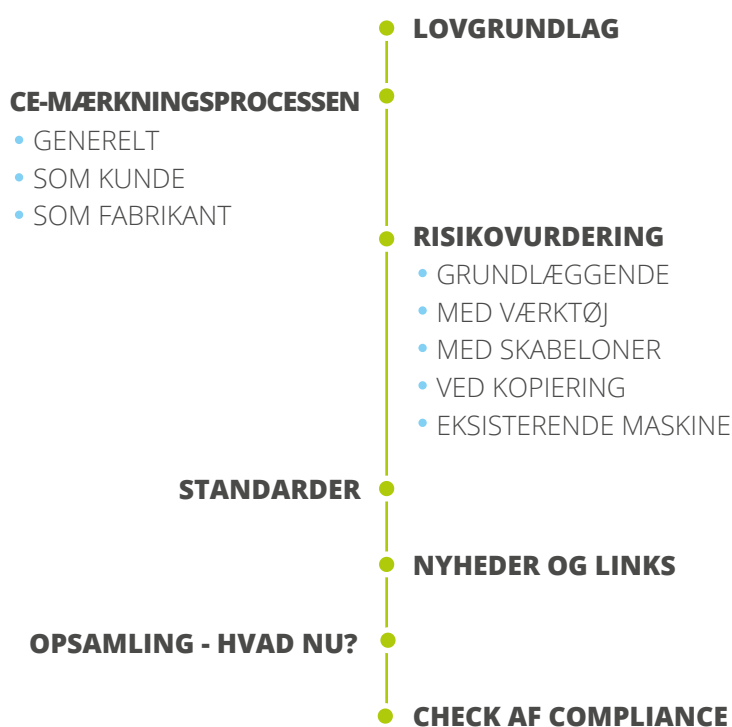 LOVGRUNDLAG
CE-MÆRKNINGSPROCESSEN
• GENERELT
• SOM KUNDE
• SOM FABRIKANT
RISIKOVURDERING
• GRUNDLÆGGENDE
• MED VÆRKTØJ
• MED SKABELONER
• VED KOPIERING
• EKSISTERENDE MASKINE
STANDARDER
NYHEDER OG LINKS
OPSAMLING - HVAD NU?
CHECK AF COMPLIANCE